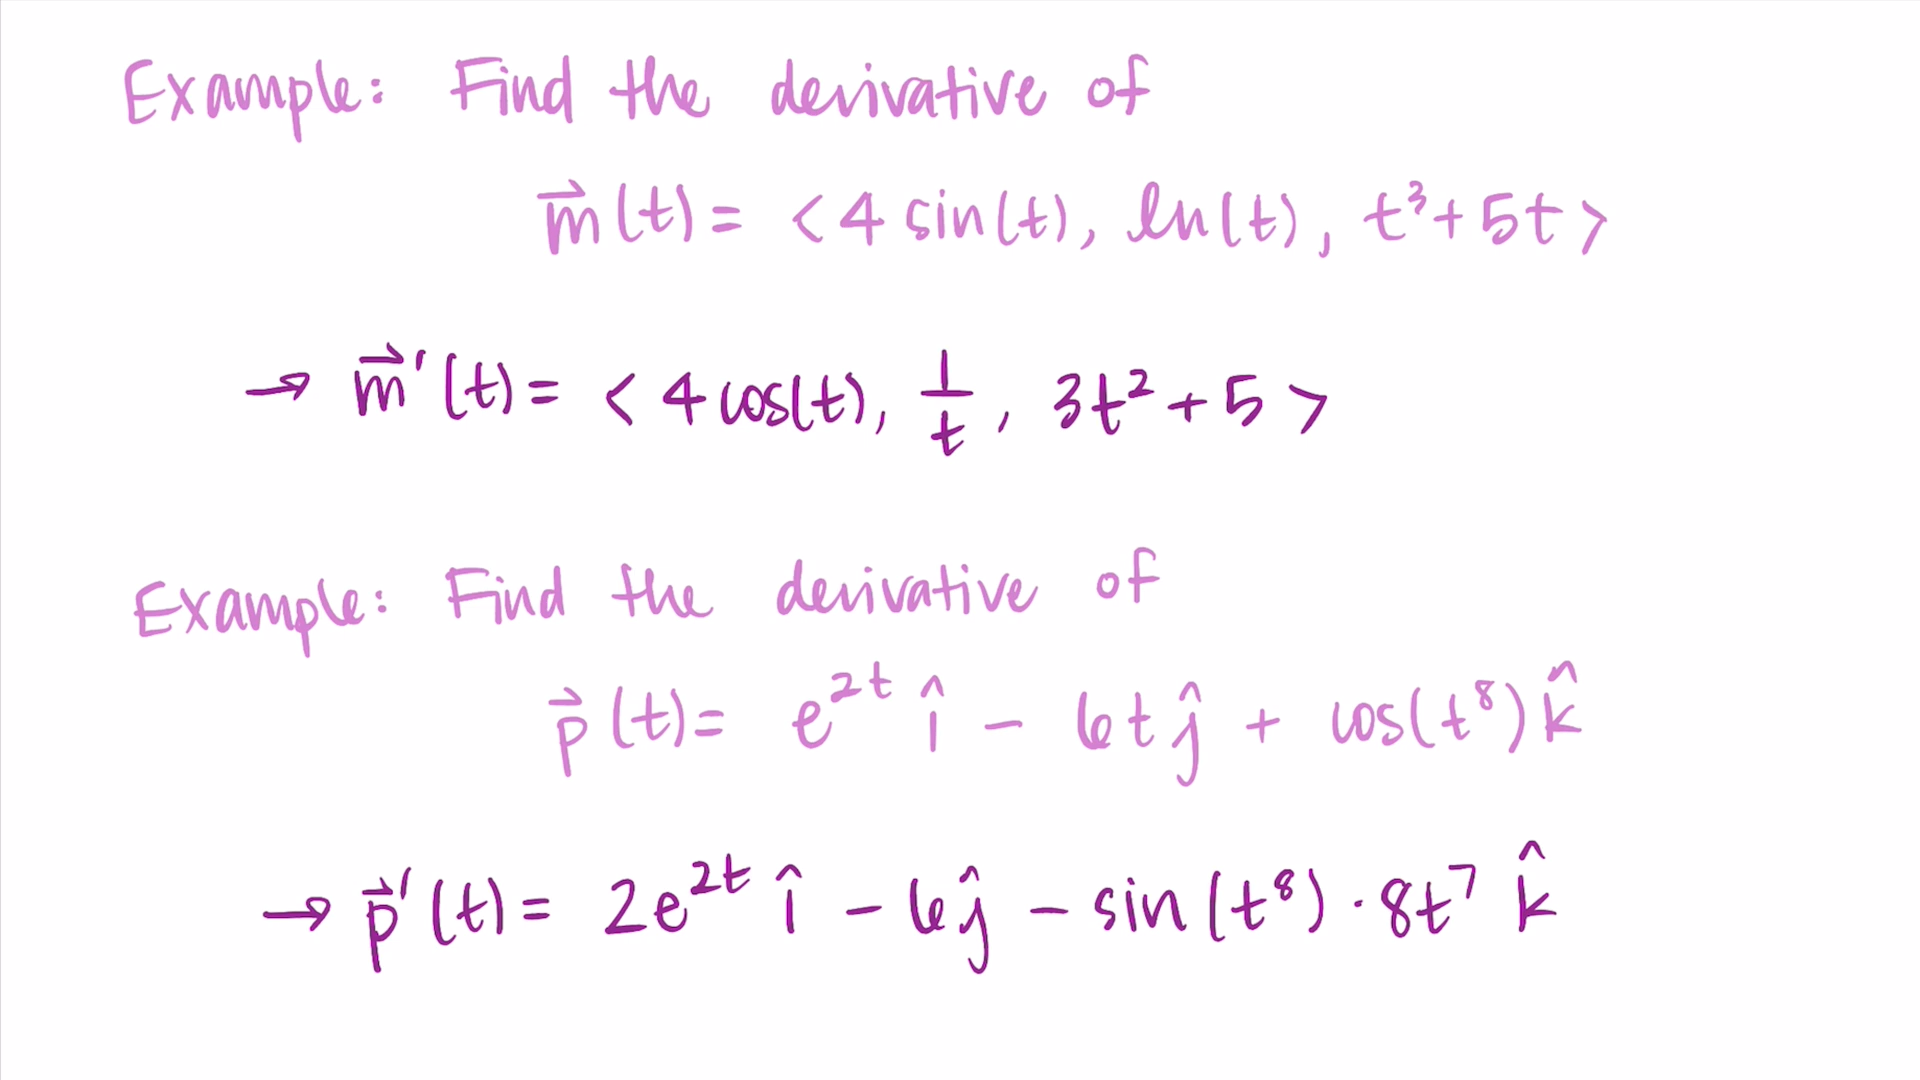 Example: Find the derivative of
m⃗(t) = <4 sin(t), ln(t), t³+5t>
→ m⃗'(t) = <4 cos(t), 1/t, 3t²+5>
Example: Find the derivative of
p⃗(t) = e²ᵗ î − 6t ĵ + cos(t⁸) k̂
→ p⃗'(t) = 2e²ᵗ î − 6 ĵ − sin(t⁸) · 8t⁷ k̂